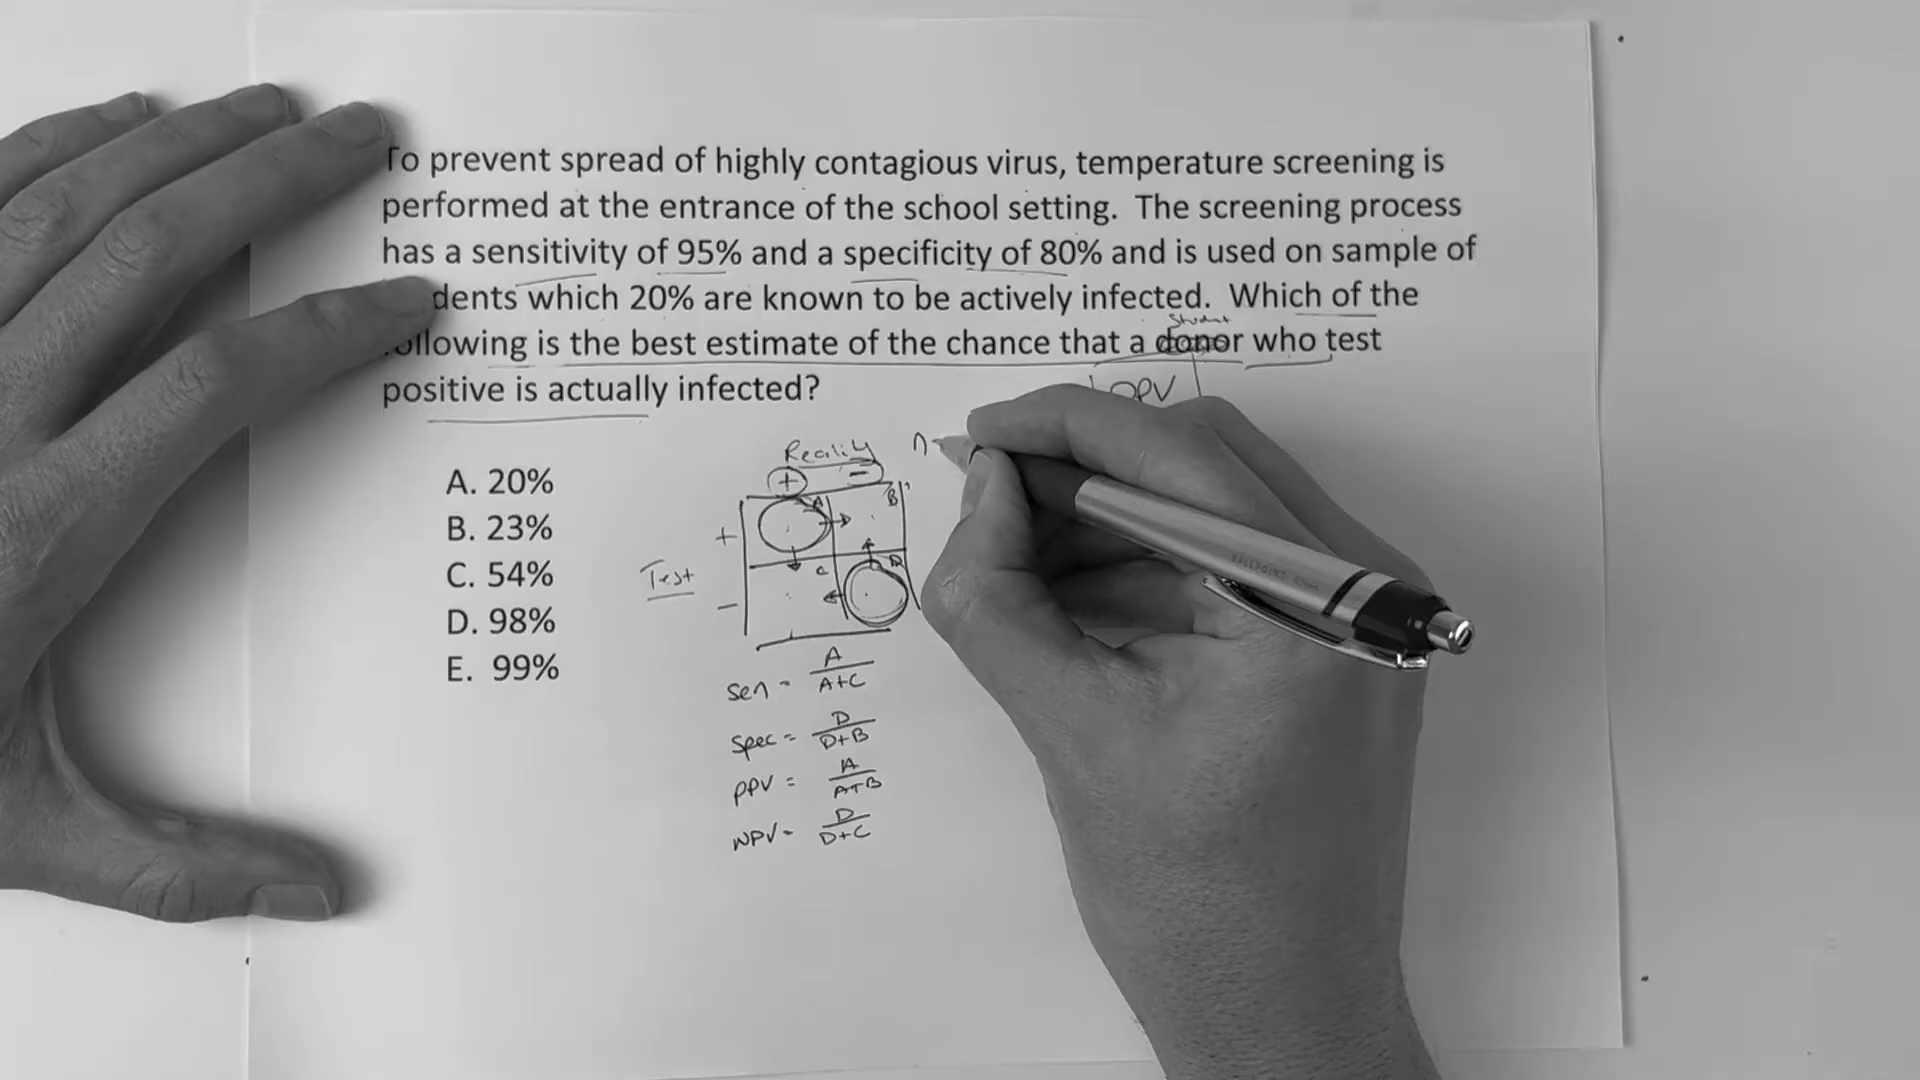 To prevent spread of highly contagious virus, temperature screening is
performed at the entrance of the school setting. The screening process
has a sensitivity of 95% and a specificity of 80% and is used on sample of
dents which 20% are known to be actively infected. Which of the
Student
ollowing is the best estimate of the chance that a donor who test
positive is actually infected?
PPV
A. 20%
B. 23%
C. 54%
D. 98%
E. 99%
Reality
+ -
A B
+
Test
C D
-
sen = A / A+C
spec = D / D+B
PPV = A / A+B
NPV = D / D+C